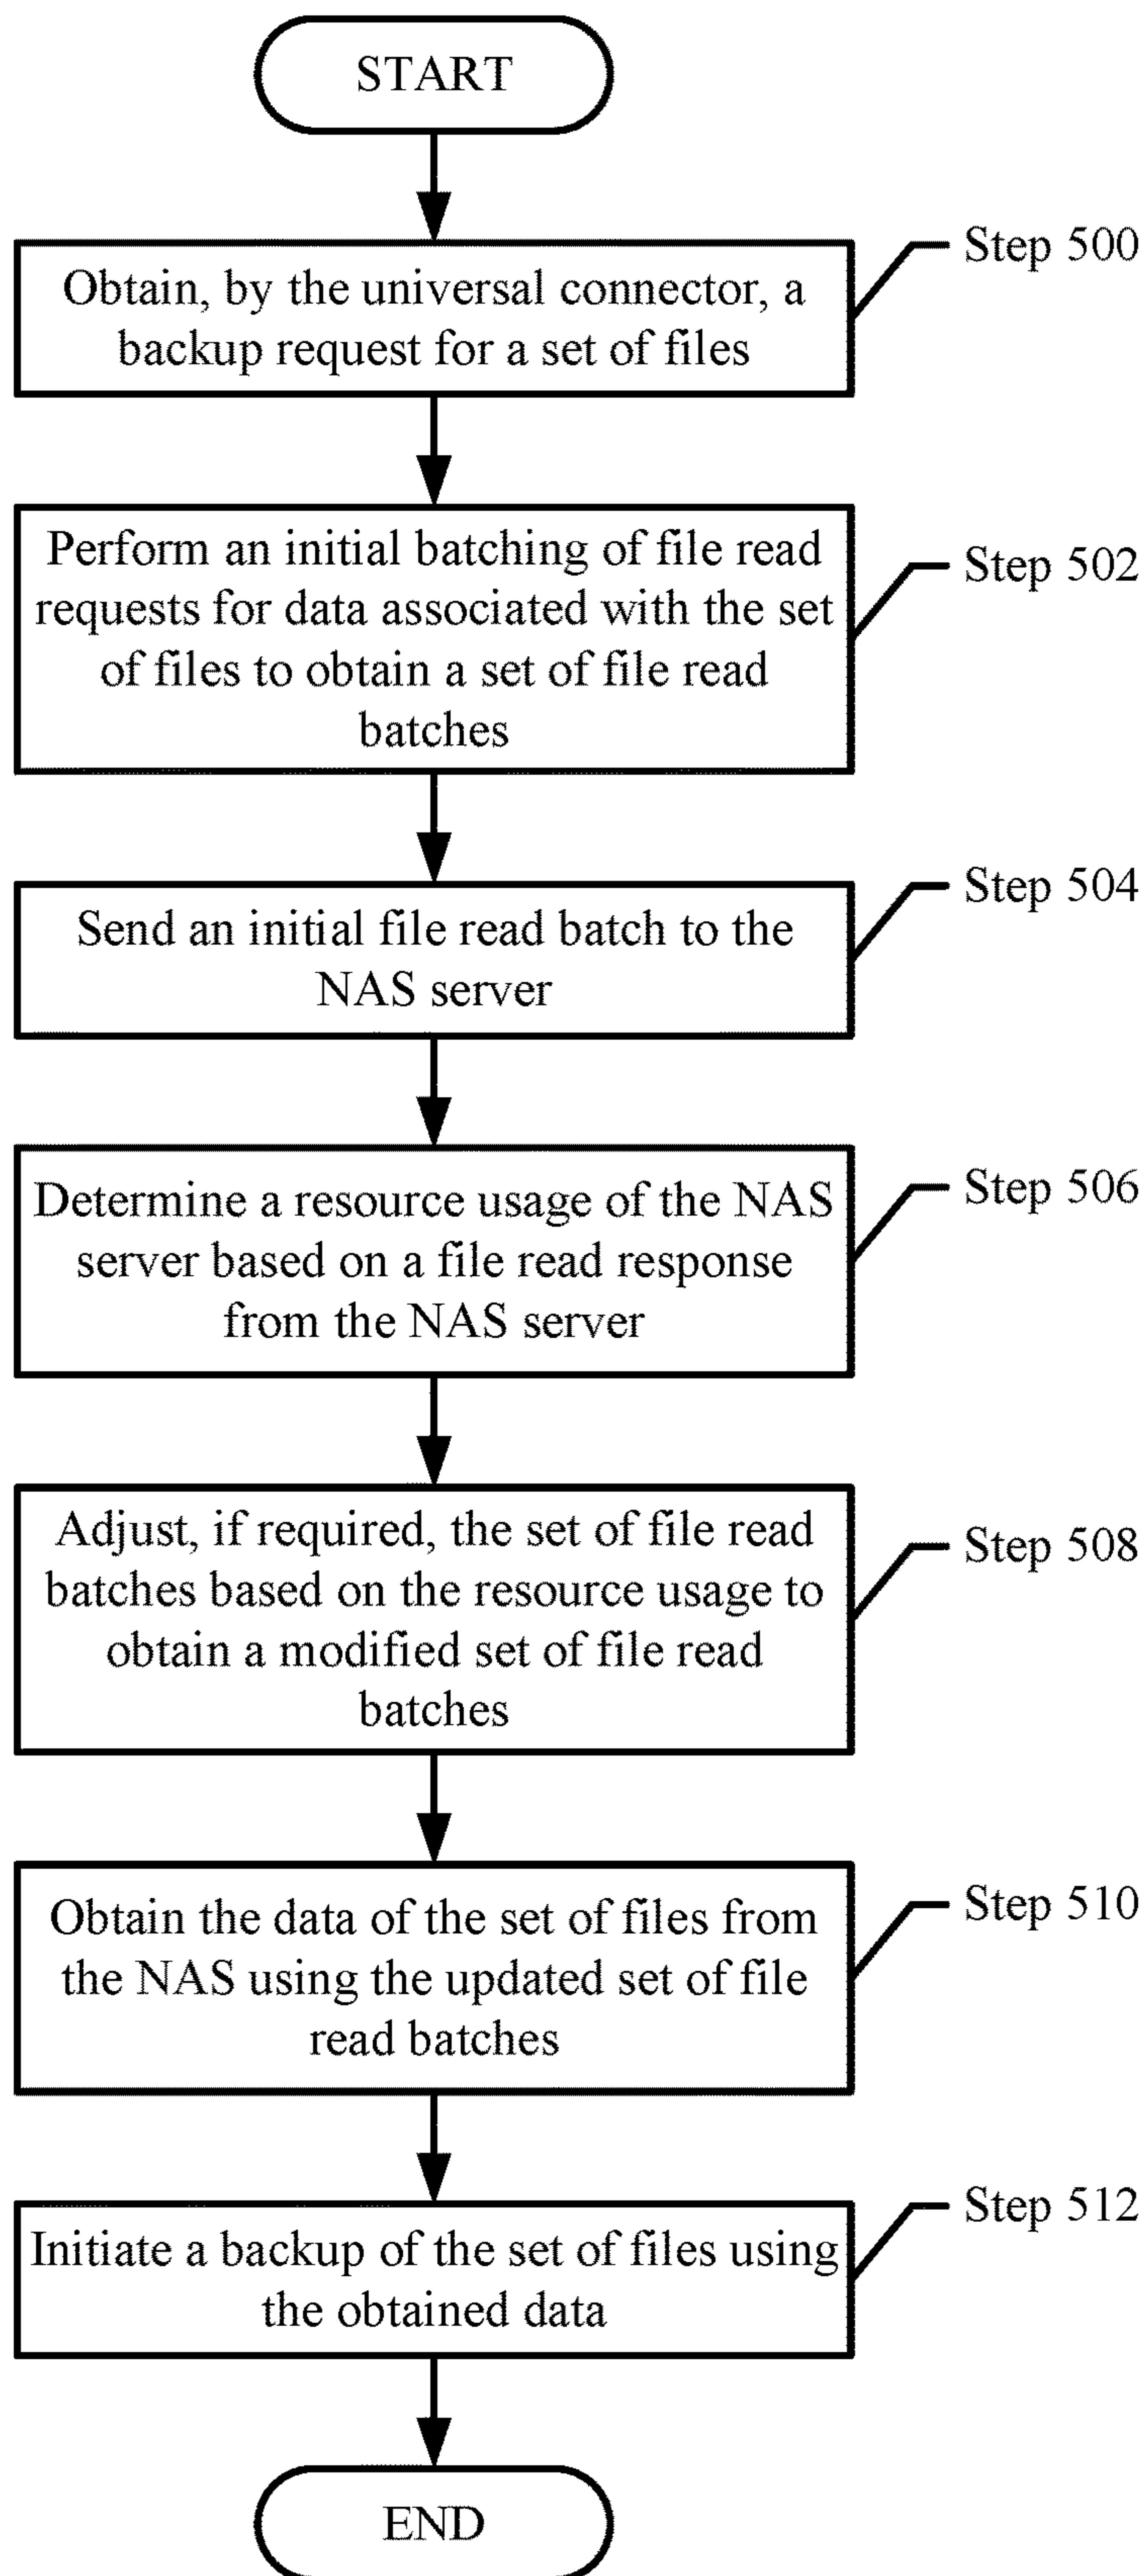 START
Step 500
Obtain, by the universal connector, a
backup request for a set of files
Step 502
Perform an initial batching of file read
requests for data associated with the set
of files to obtain a set of file read
batches
Step 504
Send an initial file read batch to the
NAS server
Step 506
Determine a resource usage of the NAS
server based on a file read response
from the NAS server
Step 508
Adjust, if required, the set of file read
batches based on the resource usage to
obtain a modified set of file read
batches
Step 510
Obtain the data of the set of files from
the NAS using the updated set of file
read batches
Step 512
Initiate a backup of the set of files using
the obtained data
END